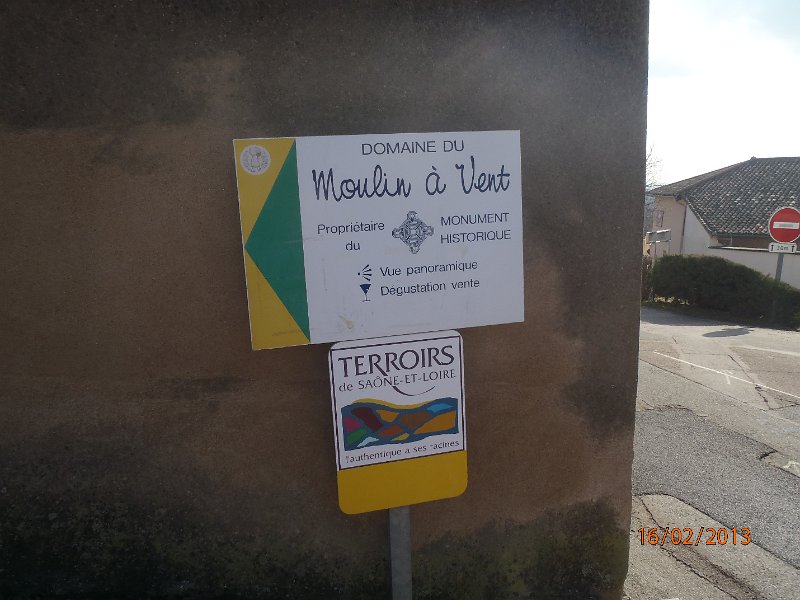 DOMAINE DU
Moulin à Vent
Propriétaire
du
MONUMENT
HISTORIQUE
Vue panoramique
Dégustation vente
TERROIRS
de SAÔNE-ET-LOIRE
l'authentique a ses racines
16/02/2013